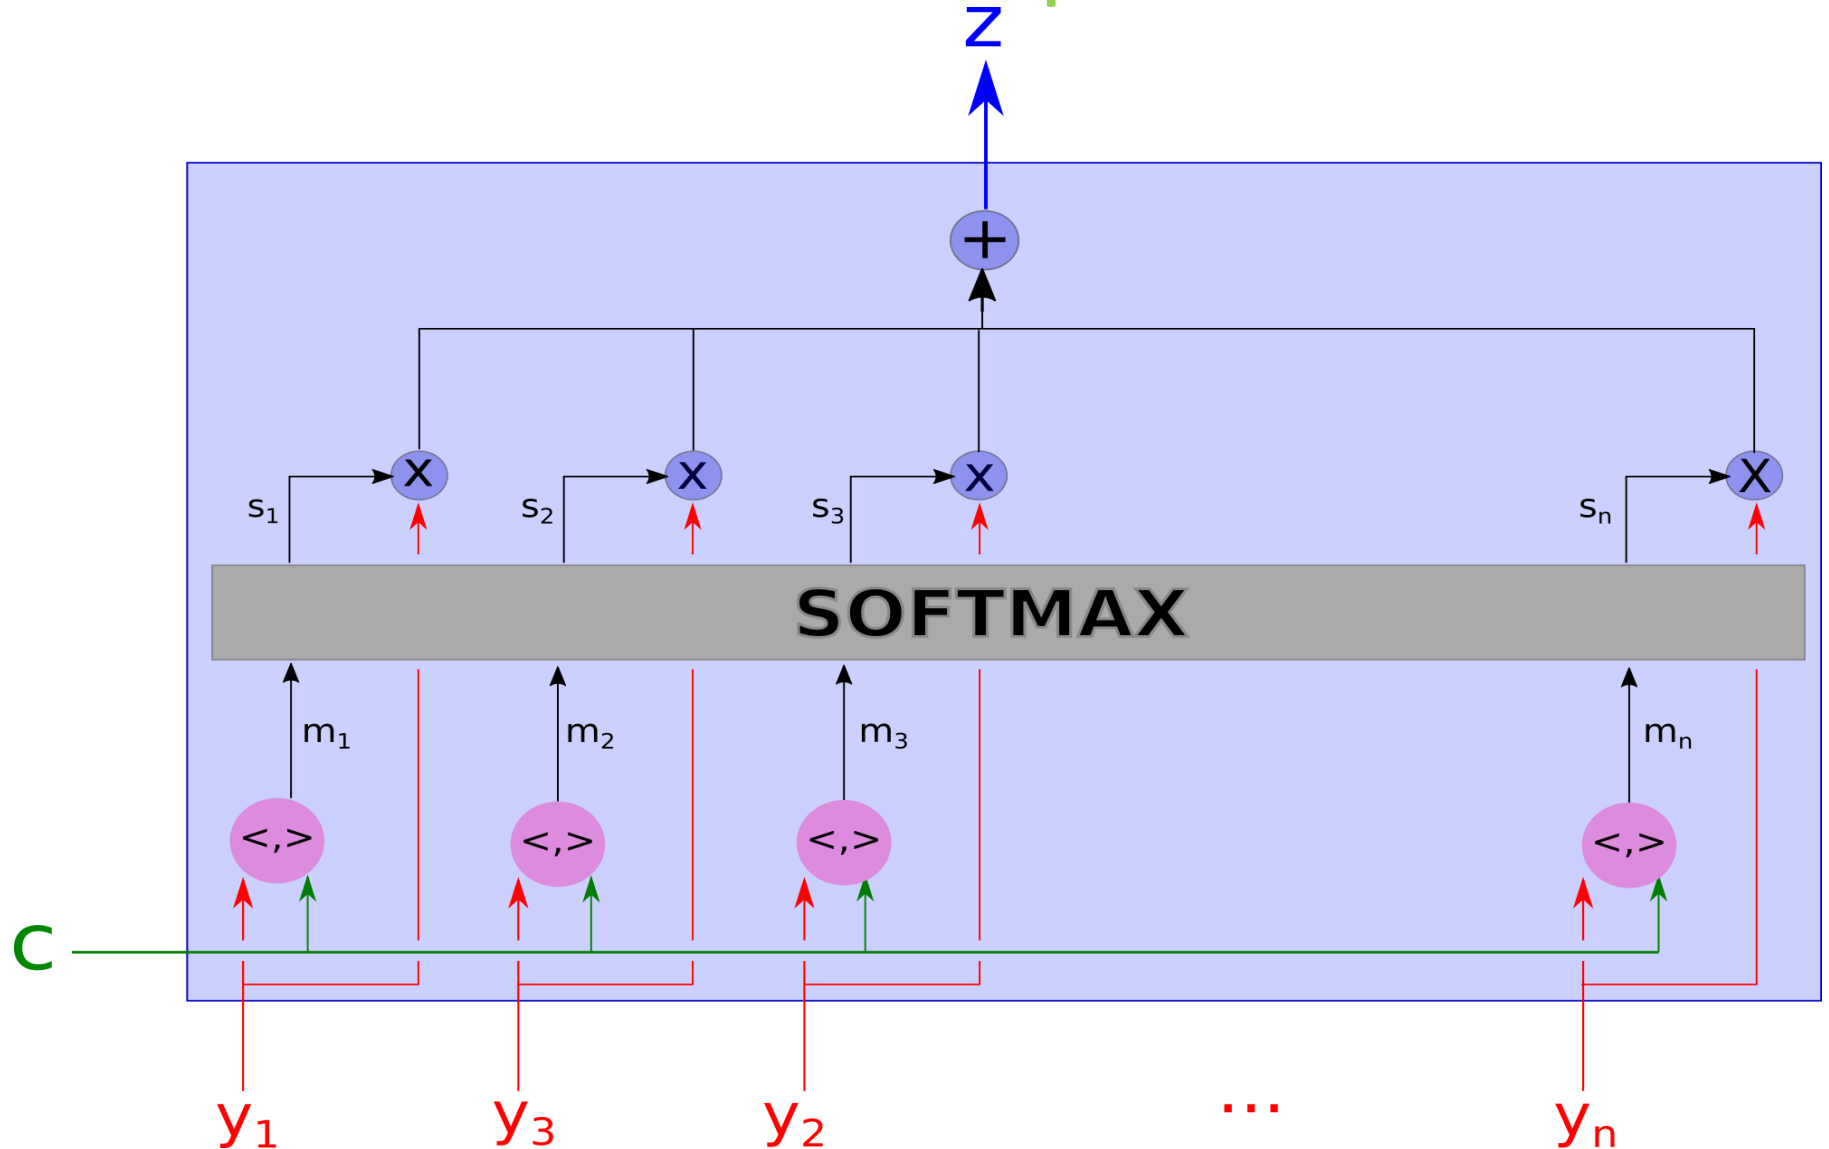 z
+
x x x X
s₁ s₂ s₃ sₙ
SOFTMAX
m₁ m₂ m₃ mₙ
<,> <,> <,> <,>
c
y₁ y₃ y₂ ... yₙ